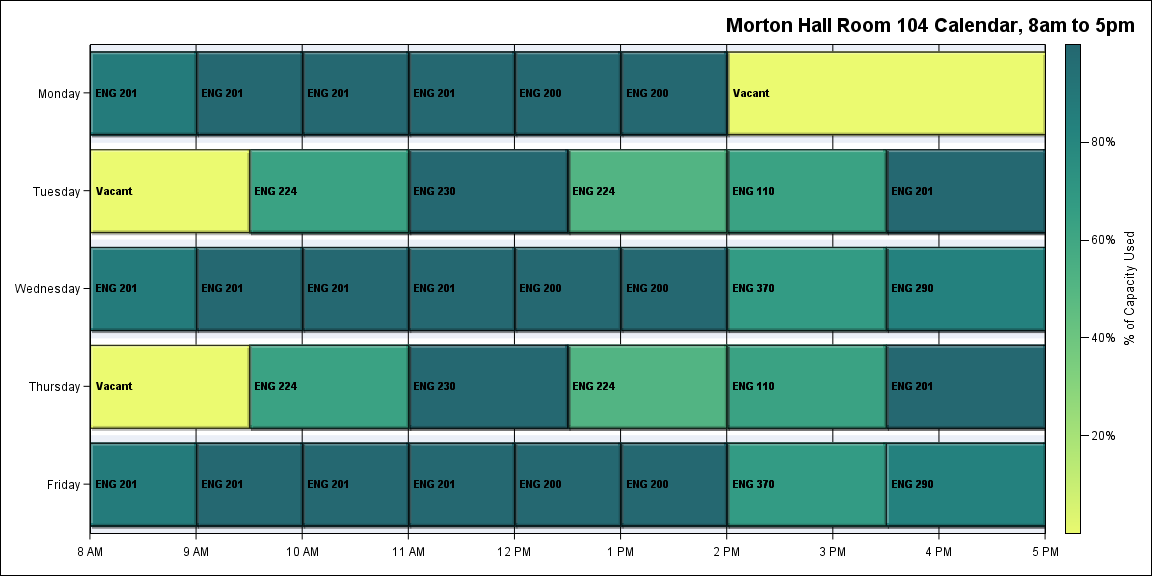 Morton Hall Room 104 Calendar, 8am to 5pm
Monday
ENG 201
ENG 201
ENG 201
ENG 201
ENG 200
ENG 200
Vacant
Tuesday
Vacant
ENG 224
ENG 230
ENG 224
ENG 110
ENG 201
Wednesday
ENG 201
ENG 201
ENG 201
ENG 201
ENG 200
ENG 200
ENG 370
ENG 290
Thursday
Vacant
ENG 224
ENG 230
ENG 224
ENG 110
ENG 201
Friday
ENG 201
ENG 201
ENG 201
ENG 201
ENG 200
ENG 200
ENG 370
ENG 290
8 AM
9 AM
10 AM
11 AM
12 PM
1 PM
2 PM
3 PM
4 PM
5 PM
80%
60%
40%
20%
% of Capacity Used